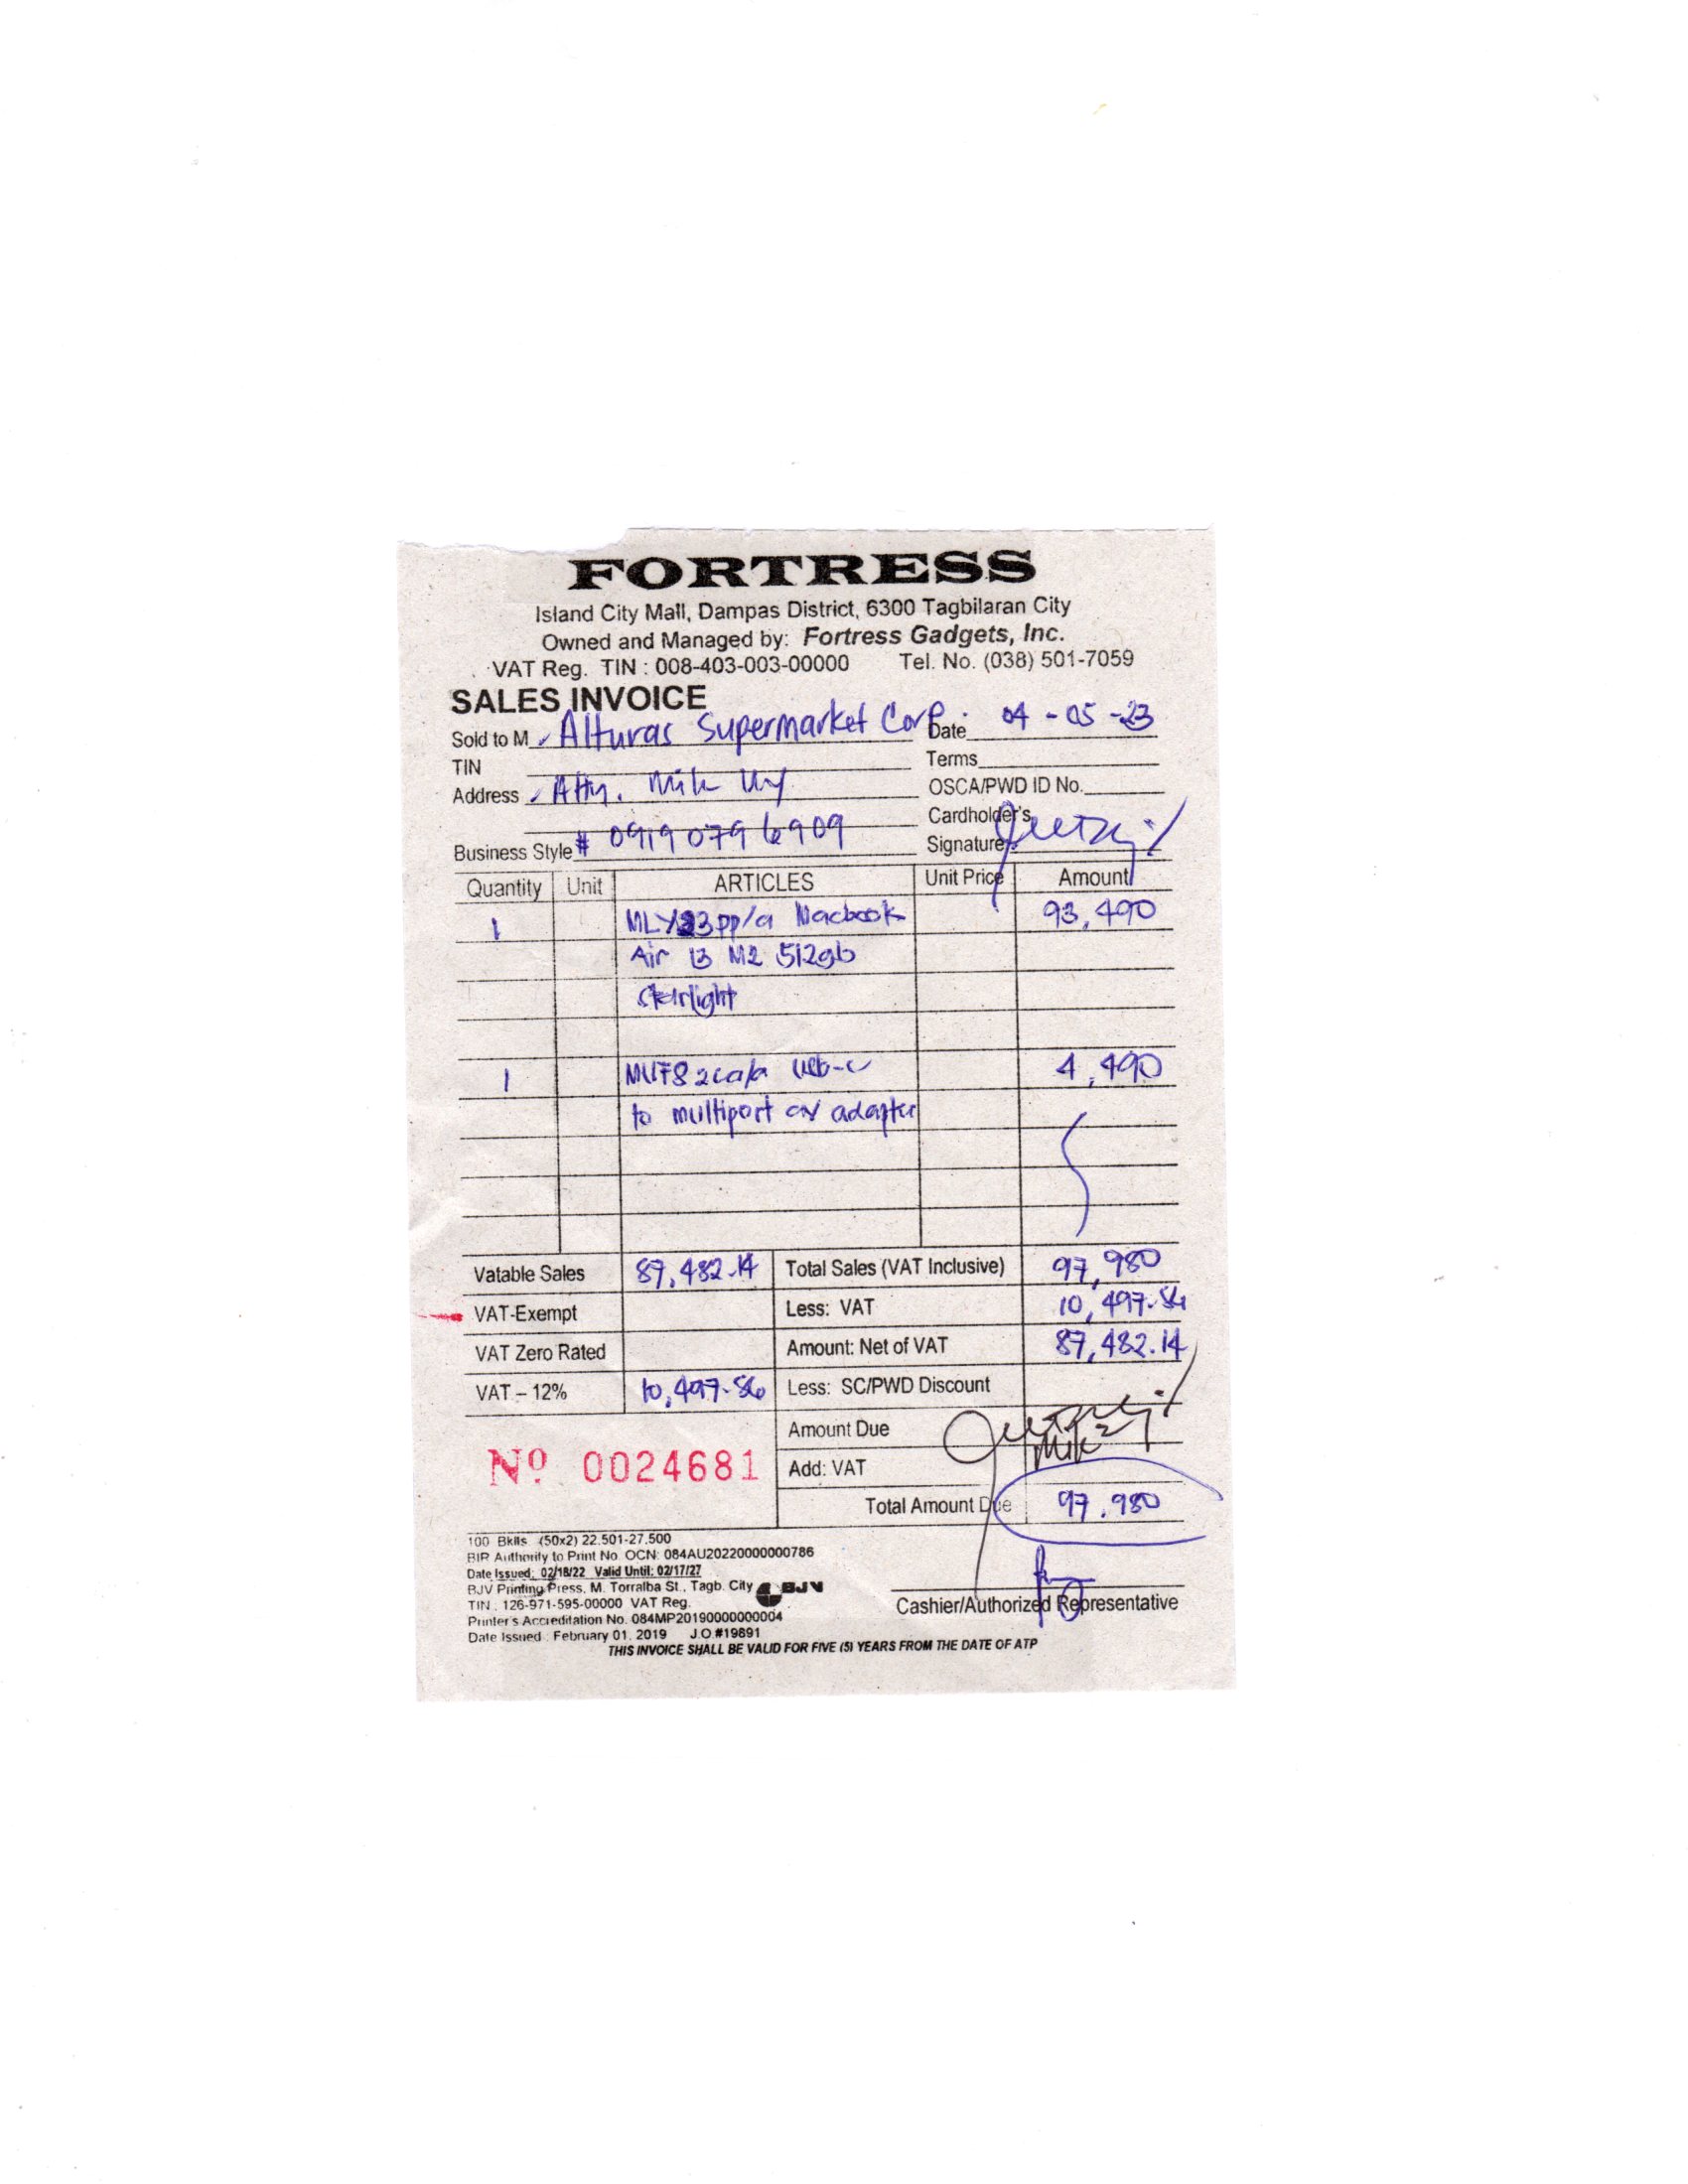 FORTRESS
Island City Mall, Dampas District, 6300 Tagbilaran City
Owned and Managed by: Fortress Gadgets, Inc.
VAT Reg. TIN : 008-403-003-00000 Tel. No. (038) 501-7059
SALES INVOICE
Sold to M Alturas Supermarket Corp. Date 04-05-23
TIN Terms
Address Atty. Mik Uy OSCA/PWD ID No.
Cardholder's
Business Style # 09190796909 Signature
Quantity Unit ARTICLES Unit Price Amount
1 MLY23pp/a Macbook 93,490
Air 13 M2 512gb
Starlight
1 MUF82za/a usb-c 4,490
to multiport av adapter
Vatable Sales 87,482.14 Total Sales (VAT Inclusive) 97,980
VAT-Exempt Less: VAT 10,497.86
VAT Zero Rated Amount: Net of VAT 87,482.14
VAT – 12% 10,497.86 Less: SC/PWD Discount
Amount Due
Nº 0024681 Add: VAT
Total Amount Due 97,980
100 Bklts. (50x2) 22,501-27,500
BIR Authority to Print No. OCN: 084AU20220000000786
Date Issued: 02/18/22 Valid Until: 02/17/27
BJV Printing Press, M. Torralba St., Tagb. City BJV
TIN . 126-971-595-00000 VAT Reg.
Printer's Accreditation No. 084MP20190000000004
Date Issued : February 01, 2019 J.O.#19891
Cashier/Authorized Representative
THIS INVOICE SHALL BE VALID FOR FIVE (5) YEARS FROM THE DATE OF ATP